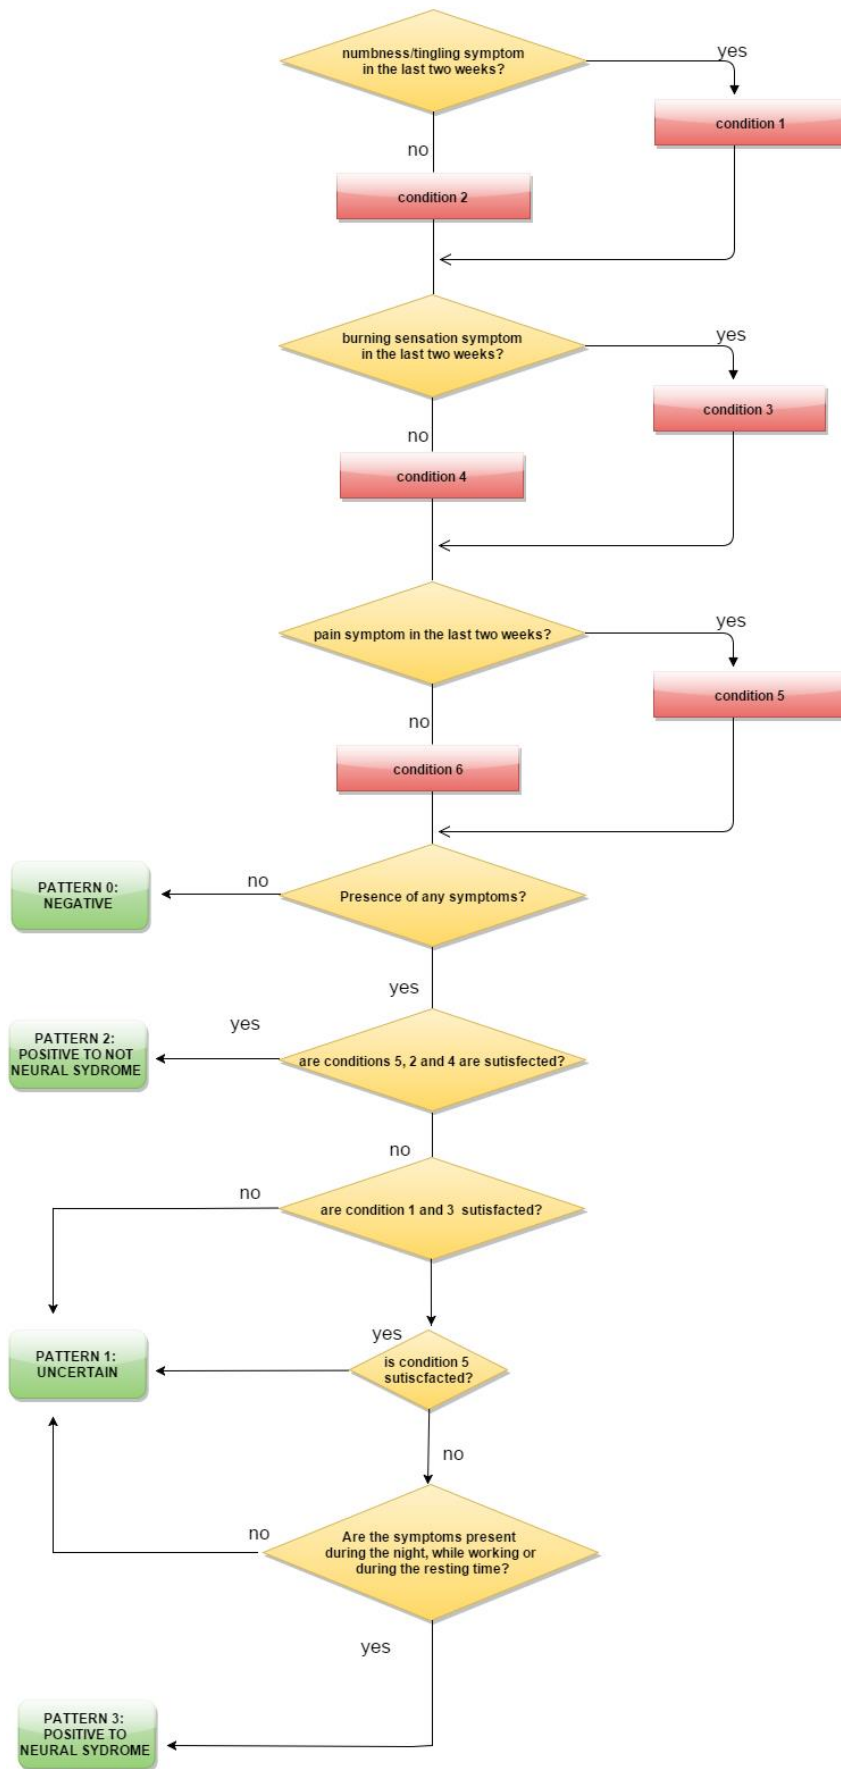 numbness/tingling symptom
in the last two weeks?
yes
condition 1
no
condition 2
burning sensation symptom
in the last two weeks?
yes
condition 3
no
condition 4
pain symptom in the last two weeks?
yes
condition 5
no
condition 6
PATTERN 0:
NEGATIVE
no
Presence of any symptoms?
yes
PATTERN 2:
POSITIVE TO NOT
NEURAL SYDROME
yes
are conditions 5, 2 and 4 are sutisfected?
no
no
are condition 1 and 3 sutisfacted?
yes
PATTERN 1:
UNCERTAIN
is condition 5
sutiscfacted?
no
no
Are the symptoms present
during the night, while working or
during the resting time?
yes
PATTERN 3:
POSITIVE TO
NEURAL SYDROME